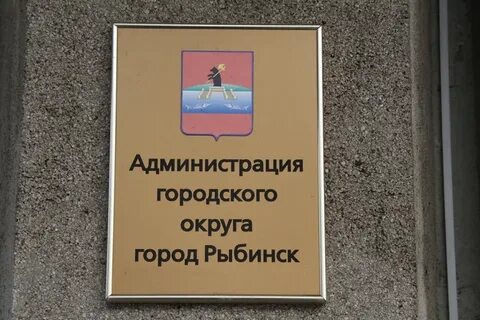 Администрация
городского
округа
город Рыбинск